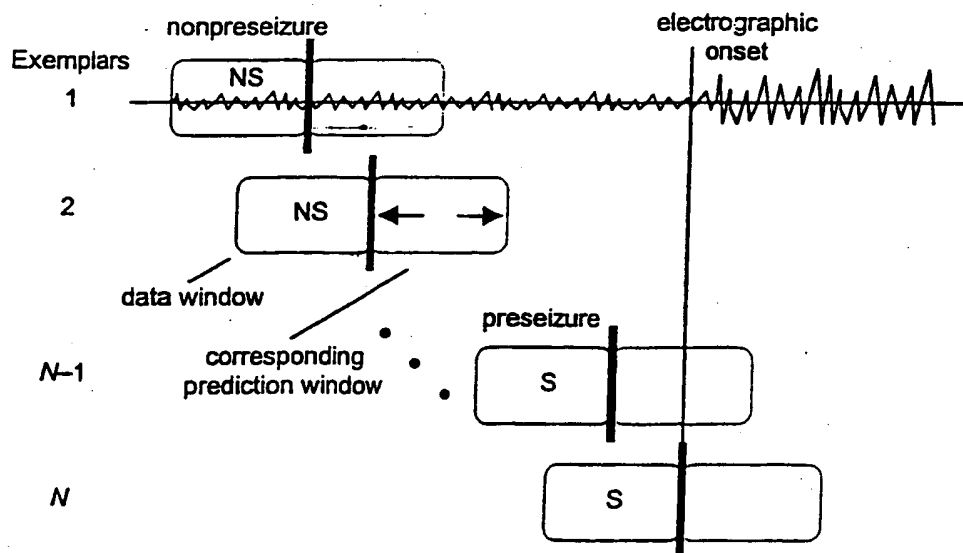 nonpreseizure
electrographic
onset
Exemplars
NS
1
2
NS
data window
corresponding
prediction window
preseizure
N–1
S
N
S